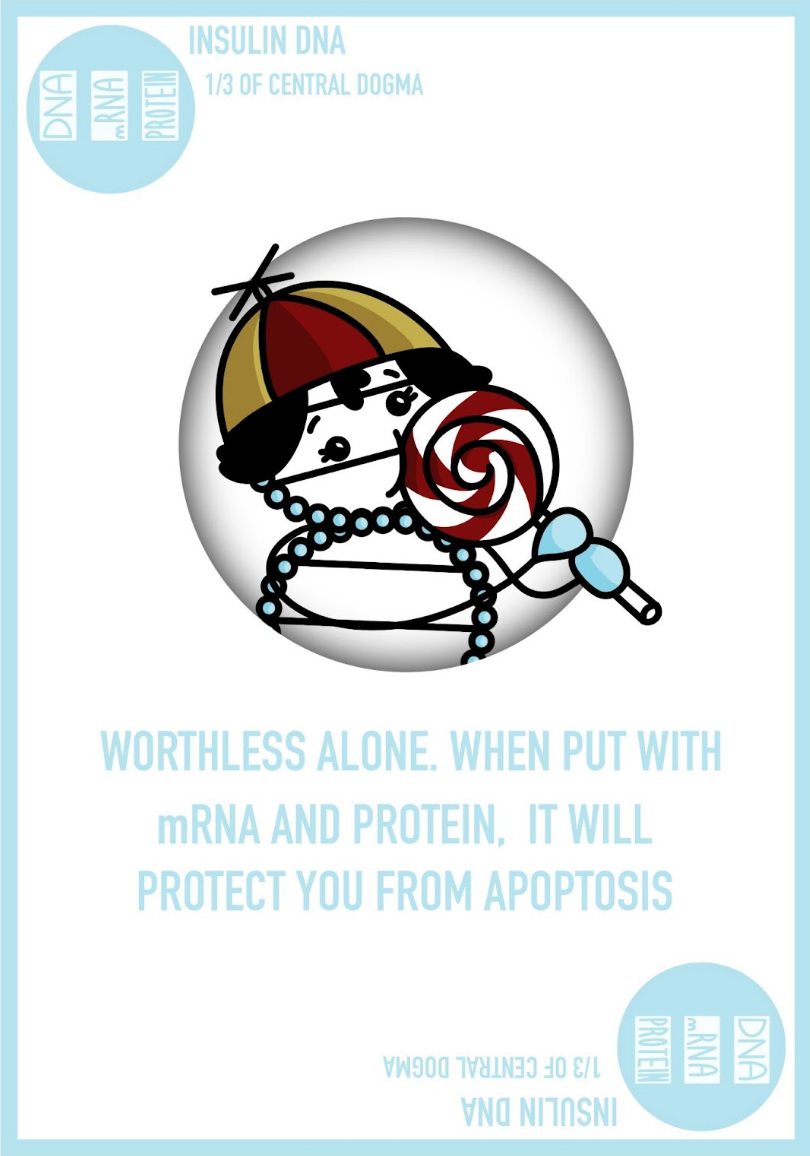 INSULIN DNA
1/3 OF CENTRAL DOGMA
DNA
mRNA
PROTEIN
WORTHLESS ALONE. WHEN PUT WITH
mRNA AND PROTEIN, IT WILL
PROTECT YOU FROM APOPTOSIS
DNA
mRNA
PROTEIN
1/3 OF CENTRAL DOGMA
INSULIN DNA